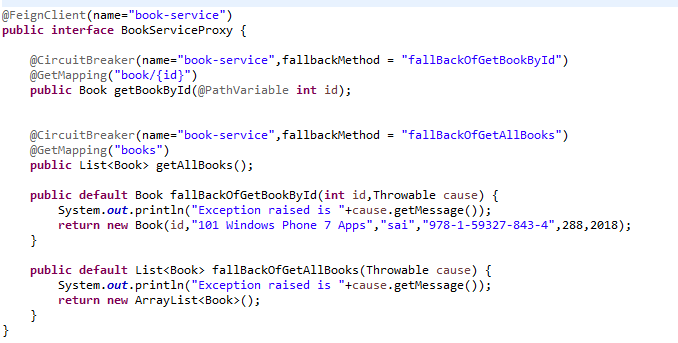 @FeignClient(name="book-service")
public interface BookServiceProxy {
@CircuitBreaker(name="book-service",fallbackMethod = "fallBackOfGetBookById")
@GetMapping("book/{id}")
public Book getBookById(@PathVariable int id);
@CircuitBreaker(name="book-service",fallbackMethod = "fallBackOfGetAllBooks")
@GetMapping("books")
public List<Book> getAllBooks();
public default Book fallBackOfGetBookById(int id,Throwable cause) {
System.out.println("Exception raised is "+cause.getMessage());
return new Book(id,"101 Windows Phone 7 Apps","sai","978-1-59327-843-4",288,2018);
}
public default List<Book> fallBackOfGetAllBooks(Throwable cause) {
System.out.println("Exception raised is "+cause.getMessage());
return new ArrayList<Book>();
}
}